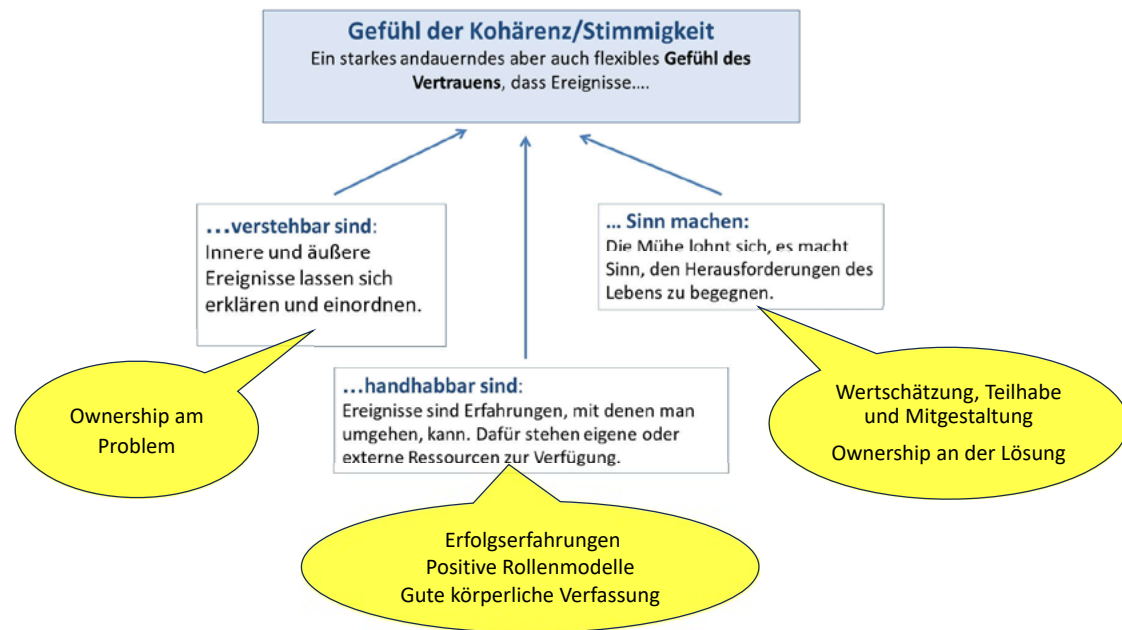 Gefühl der Kohärenz/Stimmigkeit
Ein starkes andauerndes aber auch flexibles Gefühl des
Vertrauens, dass Ereignisse....
...verstehbar sind:
Innere und äußere
Ereignisse lassen sich
erklären und einordnen.
... Sinn machen:
Die Mühe lohnt sich, es macht
Sinn, den Herausforderungen des
Lebens zu begegnen.
...handhabbar sind:
Ereignisse sind Erfahrungen, mit denen man
umgehen, kann. Dafür stehen eigene oder
externe Ressourcen zur Verfügung.
Ownership am
Problem
Wertschätzung, Teilhabe
und Mitgestaltung
Ownership an der Lösung
Erfolgserfahrungen
Positive Rollenmodelle
Gute körperliche Verfassung